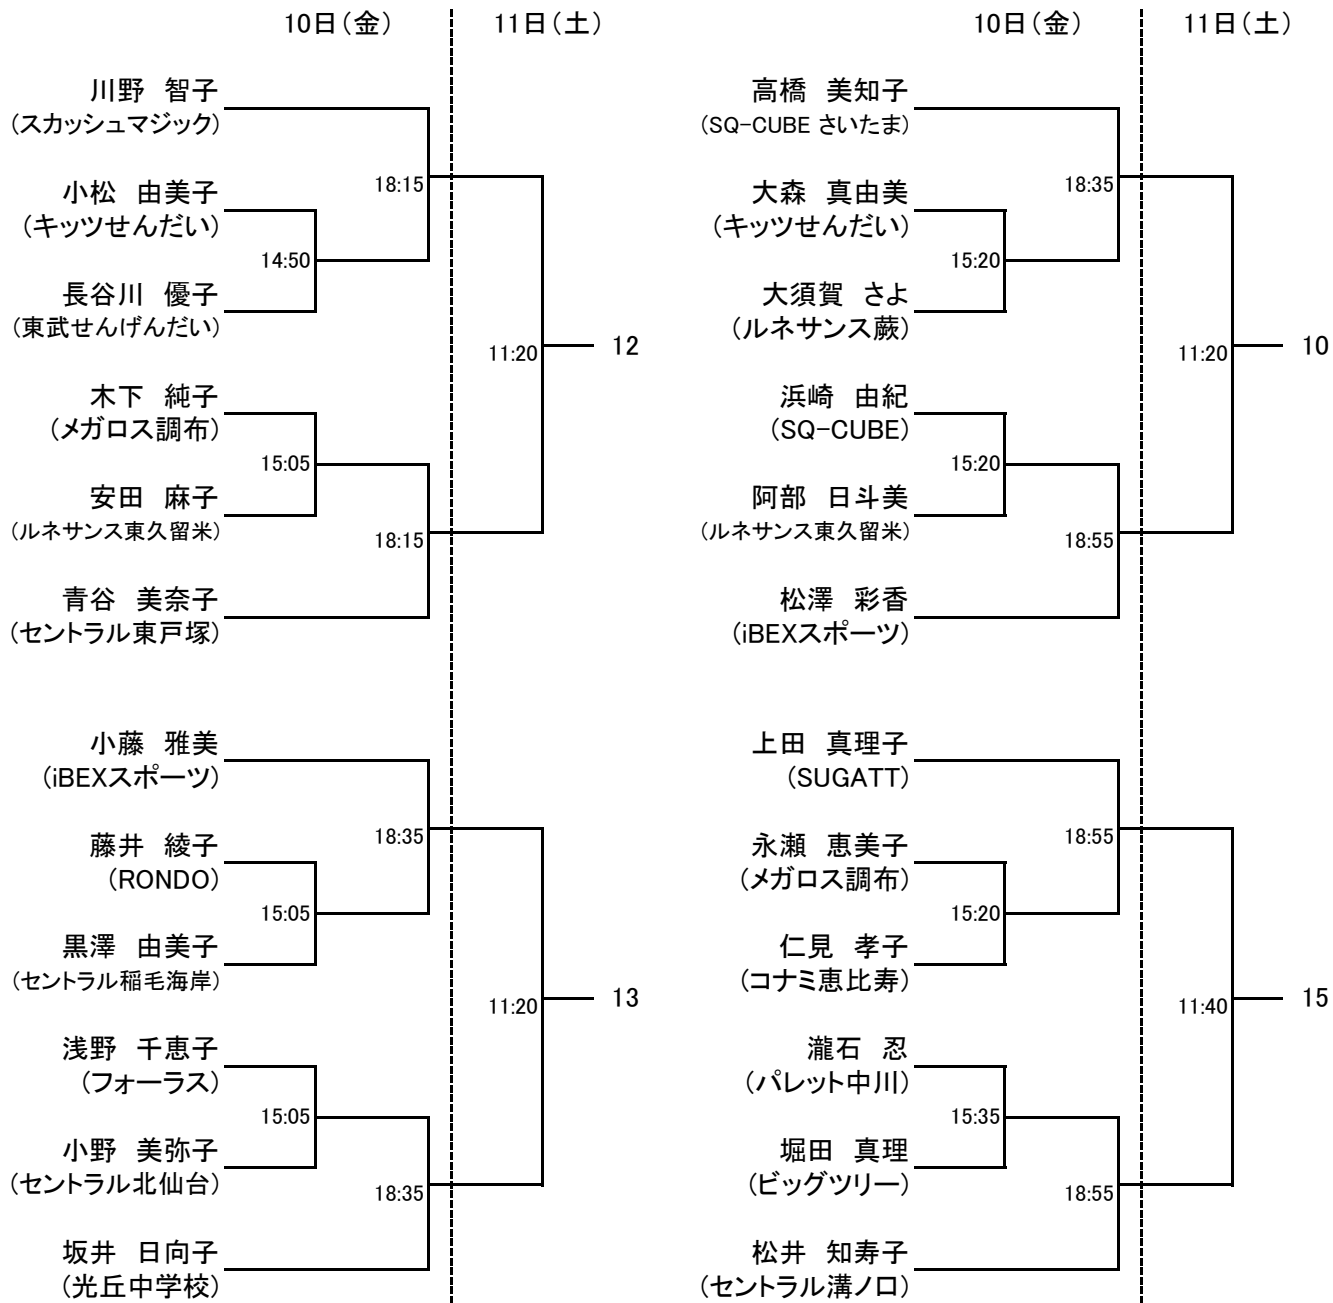 10日（金）
11日（土）
川野　智子
（スカッシュマジック）
18:15
小松　由美子
（キッツせんだい）
14:50
長谷川　優子
（東武せんげんだい）
11:20
12
木下　純子
（メガロス調布）
15:05
安田　麻子
（ルネサンス東久留米）
18:15
青谷　美奈子
（セントラル東戸塚）
小藤　雅美
（iBEXスポーツ）
18:35
藤井　綾子
（RONDO）
15:05
黒澤　由美子
（セントラル稲毛海岸）
11:20
13
浅野　千恵子
（フォーラス）
15:05
小野　美弥子
（セントラル北仙台）
18:35
坂井　日向子
（光丘中学校）
10日（金）
11日（土）
高橋　美知子
（SQ-CUBE さいたま）
18:35
大森　真由美
（キッツせんだい）
15:20
大須賀　さよ
（ルネサンス蕨）
11:20
10
浜崎　由紀
（SQ-CUBE）
15:20
阿部　日斗美
（ルネサンス東久留米）
18:55
松澤　彩香
（iBEXスポーツ）
上田　真理子
（SUGATT）
18:55
永瀬　恵美子
（メガロス調布）
15:20
仁見　孝子
（コナミ恵比寿）
11:40
15
瀧石　忍
（パレット中川）
15:35
堀田　真理
（ビッグツリー）
18:55
松井　知寿子
（セントラル溝ノ口）